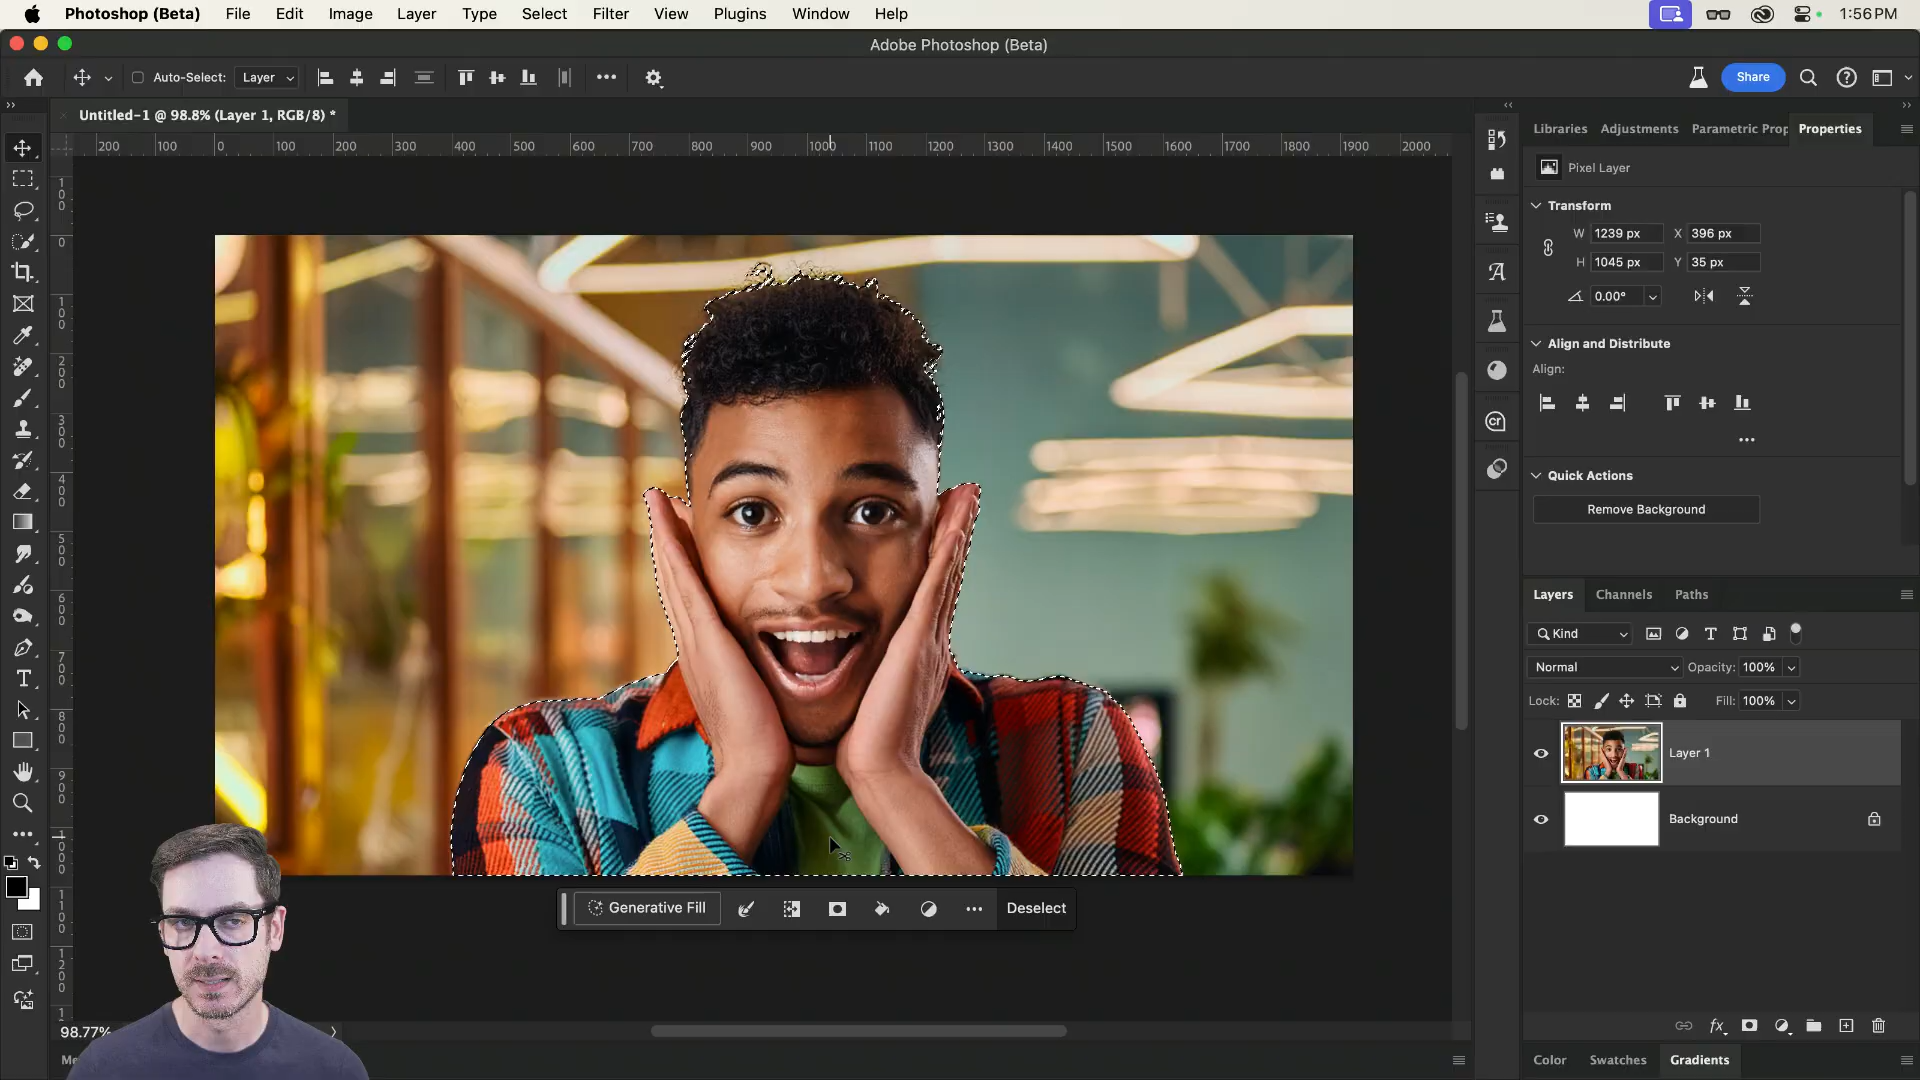 Photoshop (Beta) File Edit Image Layer Type Select Filter View Plugins Window Help 1:56PM
Adobe Photoshop (Beta)
Auto-Select: Layer Share
Untitled-1 @ 98.8% (Layer 1, RGB/8) *
200 100 0 100 200 300 400 500 600 700 800 900 1000 1100 1200 1300 1400 1500 1600 1700 1800 1900 2000
Libraries Adjustments Parametric Prop Properties
Pixel Layer
Transform
W 1239 px X 396 px
H 1045 px Y 35 px
0.00°
Align and Distribute
Align:
Quick Actions
Remove Background
Layers Channels Paths
Kind
Normal Opacity: 100%
Lock: Fill: 100%
Layer 1
Background
Generative Fill Deselect
98.77%
Color Swatches Gradients